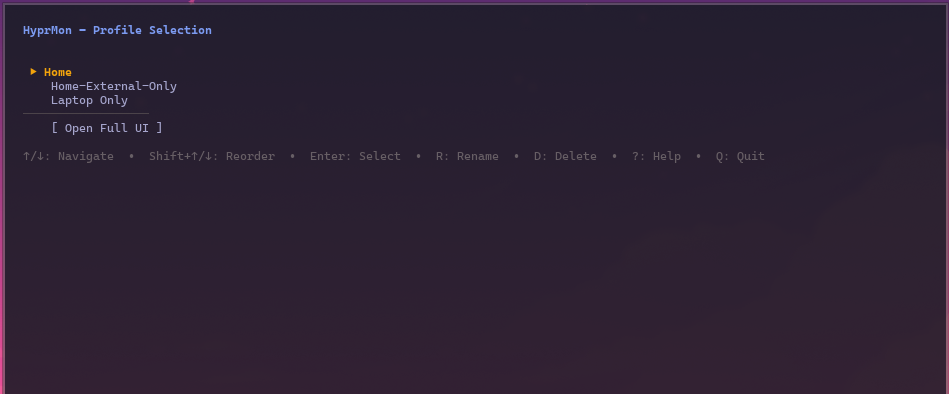 HyprMon — Profile Selection
▶ Home
Home-External-Only
Laptop Only
[ Open Full UI ]
↑/↓: Navigate • Shift+↑/↓: Reorder • Enter: Select • R: Rename • D: Delete • ?: Help • Q: Quit